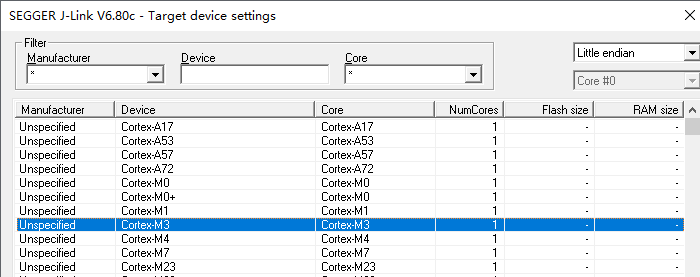 SEGGER J-Link V6.80c - Target device settings
Filter
Manufacturer Device Core
* *
Little endian
Core #0
Manufacturer Device Core NumCores Flash size RAM size
Unspecified Cortex-A17 Cortex-A17 1 - -
Unspecified Cortex-A53 Cortex-A53 1 - -
Unspecified Cortex-A57 Cortex-A57 1 - -
Unspecified Cortex-A72 Cortex-A72 1 - -
Unspecified Cortex-M0 Cortex-M0 1 - -
Unspecified Cortex-M0+ Cortex-M0 1 - -
Unspecified Cortex-M1 Cortex-M1 1 - -
Unspecified Cortex-M3 Cortex-M3 1 - -
Unspecified Cortex-M4 Cortex-M4 1 - -
Unspecified Cortex-M7 Cortex-M7 1 - -
Unspecified Cortex-M23 Cortex-M23 1 - -